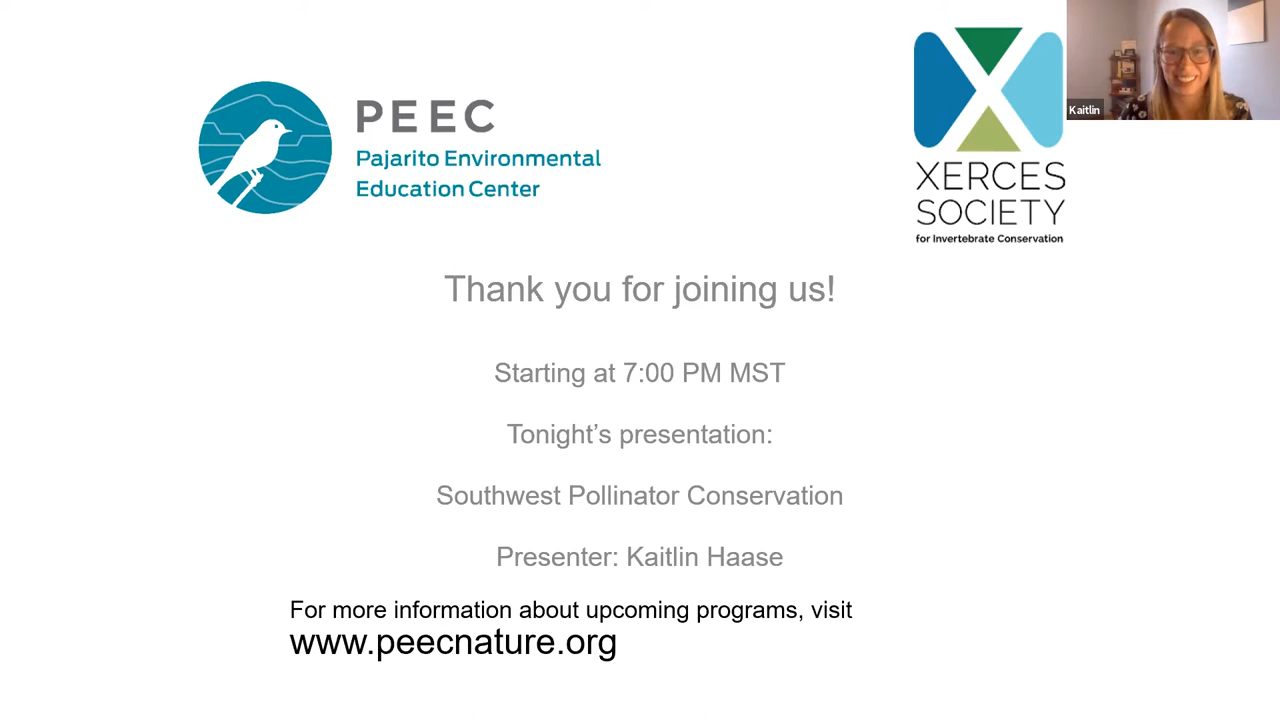 PEEC
Pajarito Environmental
Education Center
XERCES
SOCIETY
for Invertebrate Conservation
Kaitlin
Thank you for joining us!
Starting at 7:00 PM MST
Tonight’s presentation:
Southwest Pollinator Conservation
Presenter: Kaitlin Haase
For more information about upcoming programs, visit
www.peecnature.org